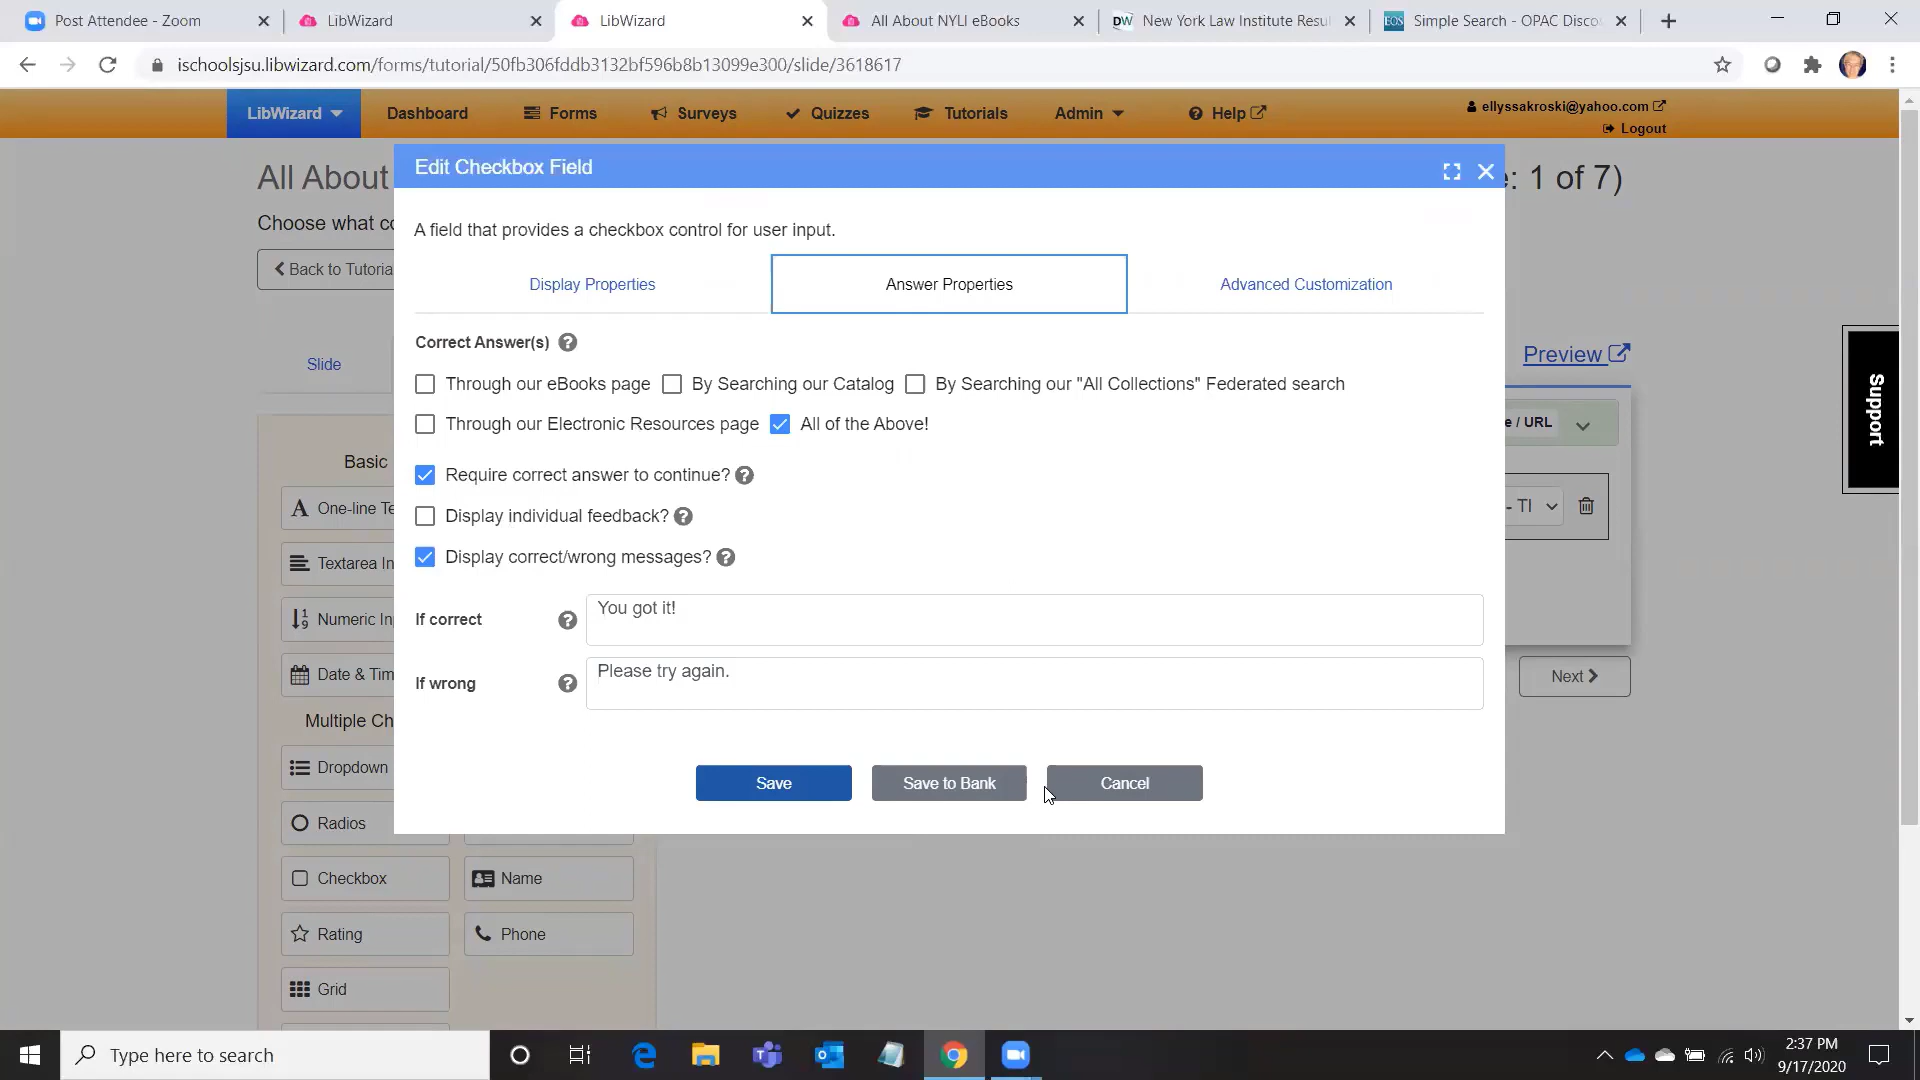 Post Attendee - Zoom
LibWizard
LibWizard
All About NYLI eBooks
DW New York Law Institute Resu
EOS Simple Search - OPAC Disco
ischoolsjsu.libwizard.com/forms/tutorial/50fb306fddb3132bf596b8b13099e300/slide/3618617
LibWizard Dashboard Forms Surveys Quizzes Tutorials Admin Help
ellyssakroski@yahoo.com
Logout
All About
: 1 of 7)
Choose what co
Back to Tutoria
Slide
Preview
Support
e / URL
- TI
Next
Basic
One-line Te
Textarea In
Numeric In
Date & Tim
Multiple Ch
Dropdown
Radios
Checkbox
Name
Rating
Phone
Grid
Edit Checkbox Field
A field that provides a checkbox control for user input.
Display Properties Answer Properties Advanced Customization
Correct Answer(s) ?
Through our eBooks page By Searching our Catalog By Searching our "All Collections" Federated search
Through our Electronic Resources page All of the Above!
Require correct answer to continue? ?
Display individual feedback? ?
Display correct/wrong messages? ?
If correct ? You got it!
If wrong ? Please try again.
Save Save to Bank Cancel
Type here to search
2:37 PM
9/17/2020